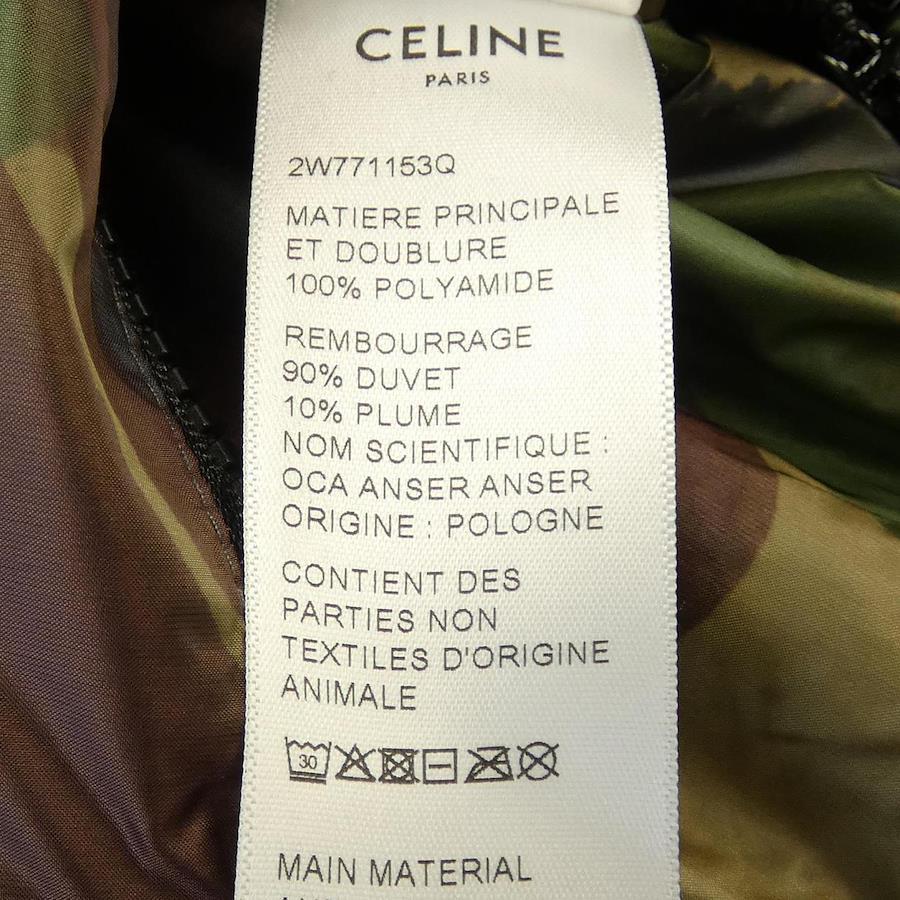 CELINE
PARIS
2W771153Q
MATIERE PRINCIPALE
ET DOUBLURE
100% POLYAMIDE
REMBOURRAGE
90% DUVET
10% PLUME
NOM SCIENTIFIQUE :
OCA ANSER ANSER
ORIGINE : POLOGNE
CONTIENT DES
PARTIES NON
TEXTILES D'ORIGINE
ANIMALE
30
MAIN MATERIAL